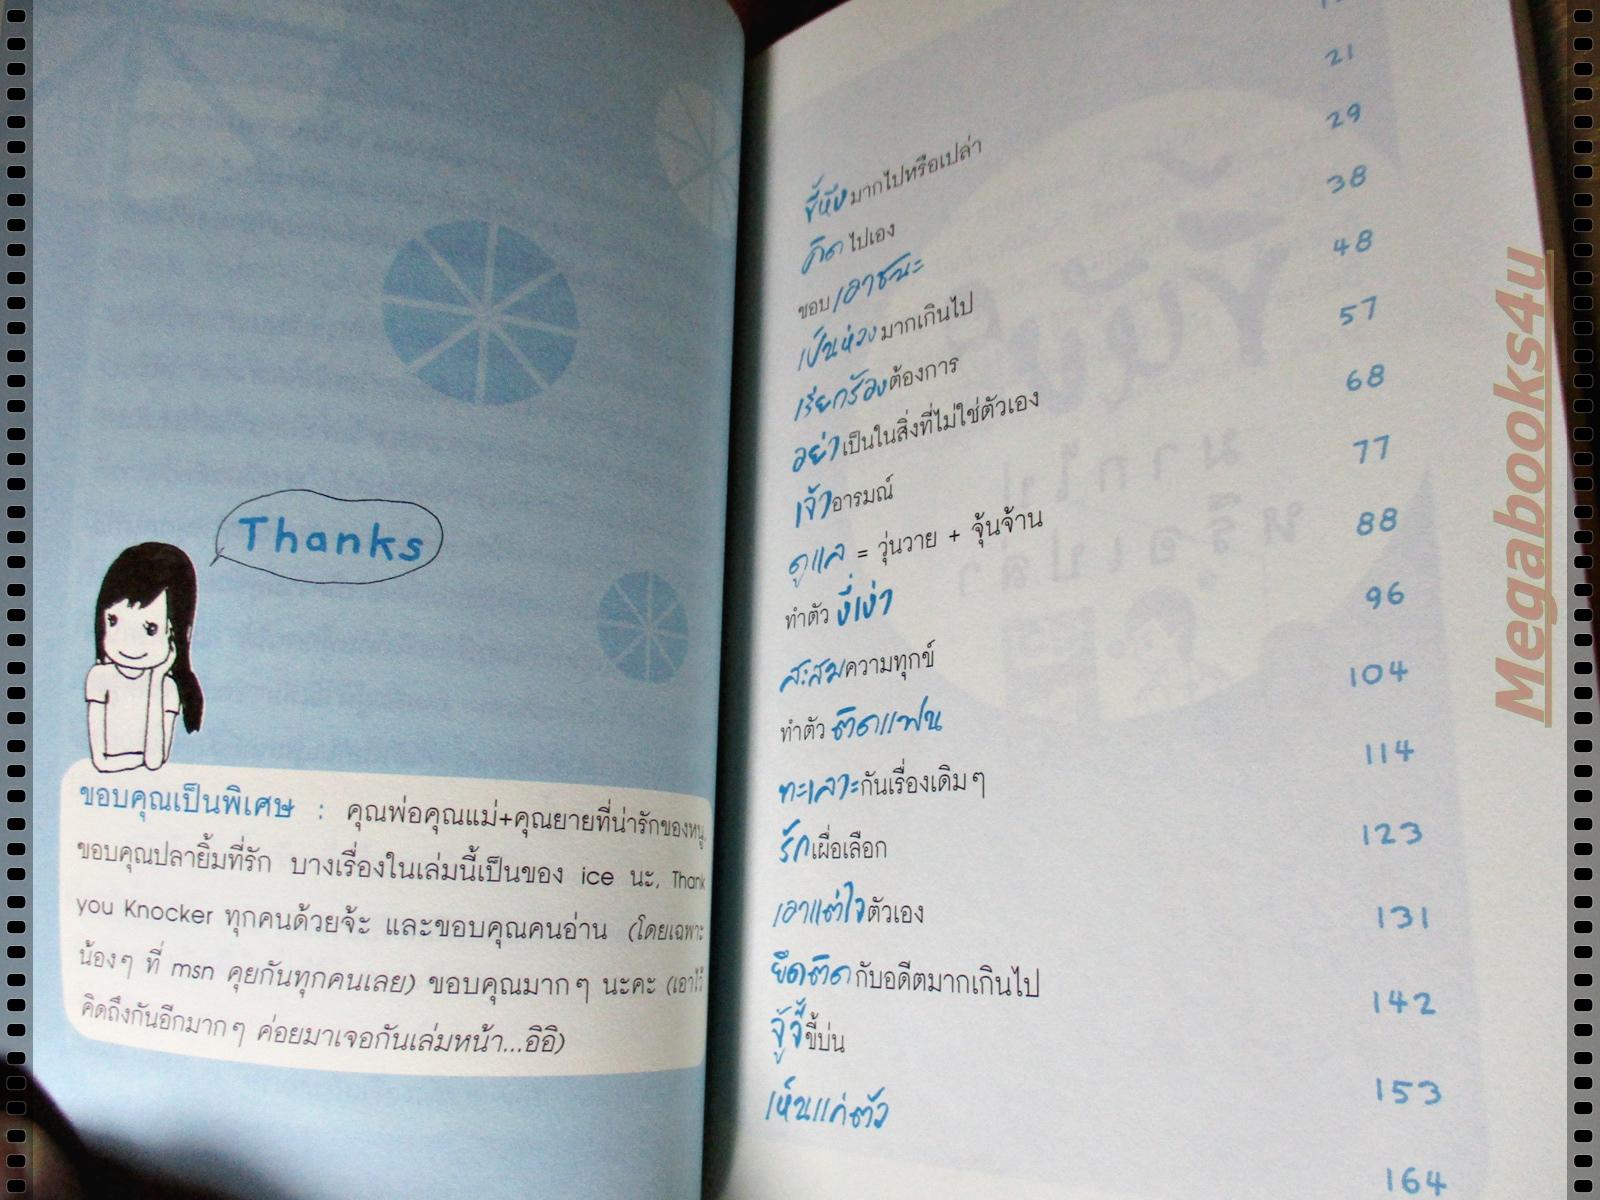 Thanks
ขอบคุณเป็นพิเศษ : คุณพ่อคุณแม่+คุณยายที่น่ารักของหนู
ขอบคุณปลายิ้มที่รัก บางเรื่องในเล่มนี้เป็นของ ice นะ, Thank
you Knocker ทุกคนด้วยจ้ะ และขอบคุณคนอ่าน (โดยเฉพาะ
น้องๆ ที่ msn คุยกันทุกคนเลย) ขอบคุณมากๆ นะคะ (เอาไว้
คิดถึงกันอีกมากๆ ค่อยมาเจอกันเล่มหน้า...อิอิ)
21
ขี้หึงมากไปหรือเปล่า 29
คิดไปเอง 38
ชอบเอาชนะ 48
เป็นห่วงมากเกินไป 57
เรียกร้องต้องการ 68
อย่าเป็นในสิ่งที่ไม่ใช่ตัวเอง 77
เจ้าอารมณ์ 88
ดูแล = วุ่นวาย + จุ้นจ้าน 96
ทำตัวงี่เง่า 104
สะสมความทุกข์ 114
ทำตัวติดแฟน 123
ทะเลาะกันเรื่องเดิมๆ 131
รักเผื่อเลือก 142
เอาแต่ใจตัวเอง 153
ยึดติดกับอดีตมากเกินไป 164
จู้จี้ขี้บ่น
เห็นแก่ตัว
Megabooks4u